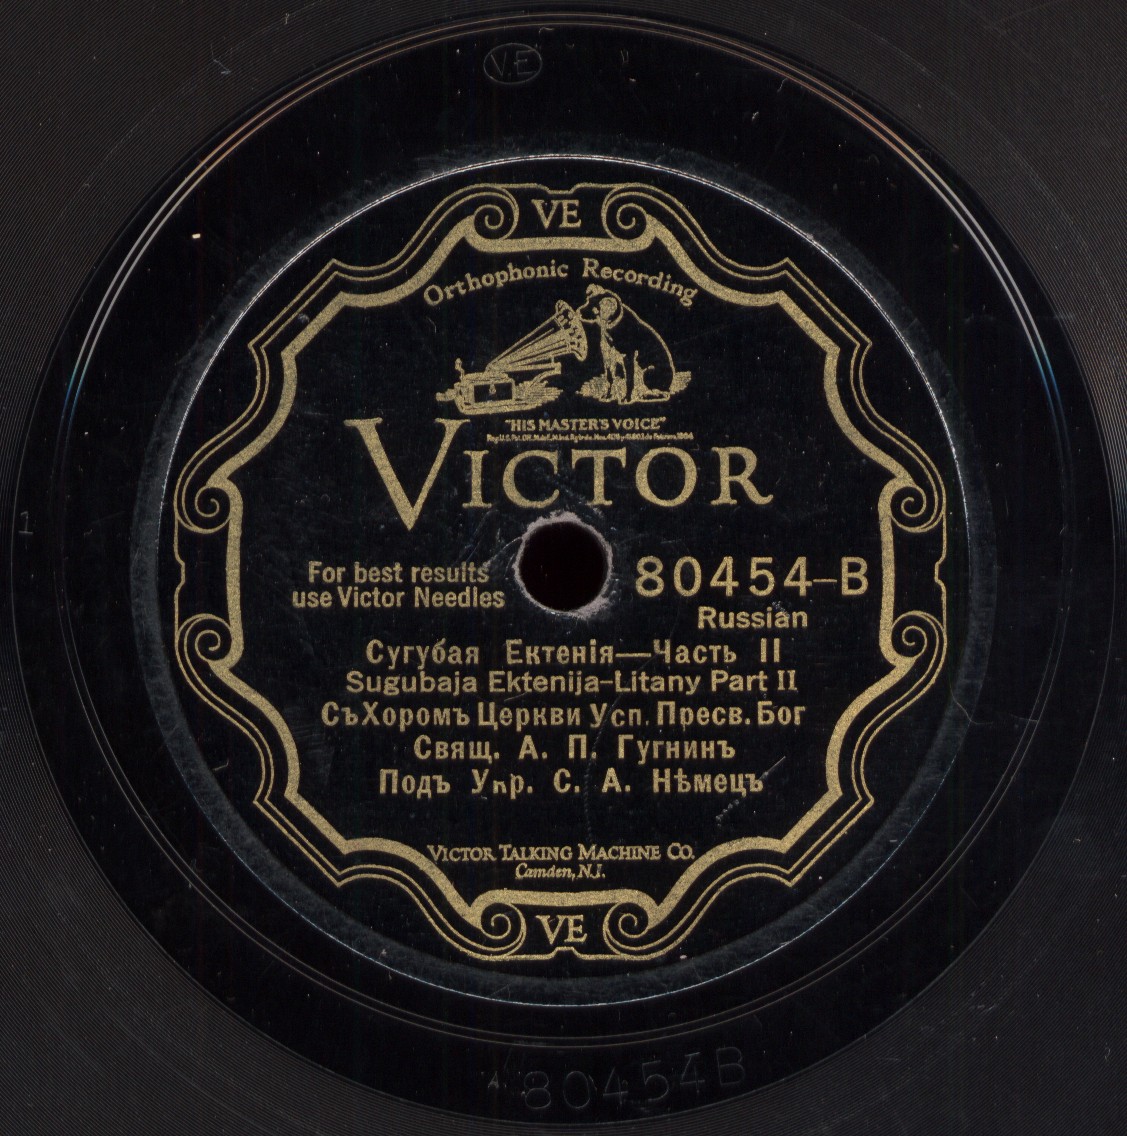 V.E
VE
Orthophonic Recording
"HIS MASTER'S VOICE"
VICTOR
For best results
use Victor Needles
80454-B
Russian
Сугубая Ектенія—Часть II
Sugubaja Ektenija-Litany Part II
СъХоромъ Церкви Усп. Пресв. Бог
Свящ. А. П. Гугнинъ
Подъ Упр. С. А. Нѣмецъ
VICTOR TALKING MACHINE CO.
Camden, N.J.
VE
80454B
1